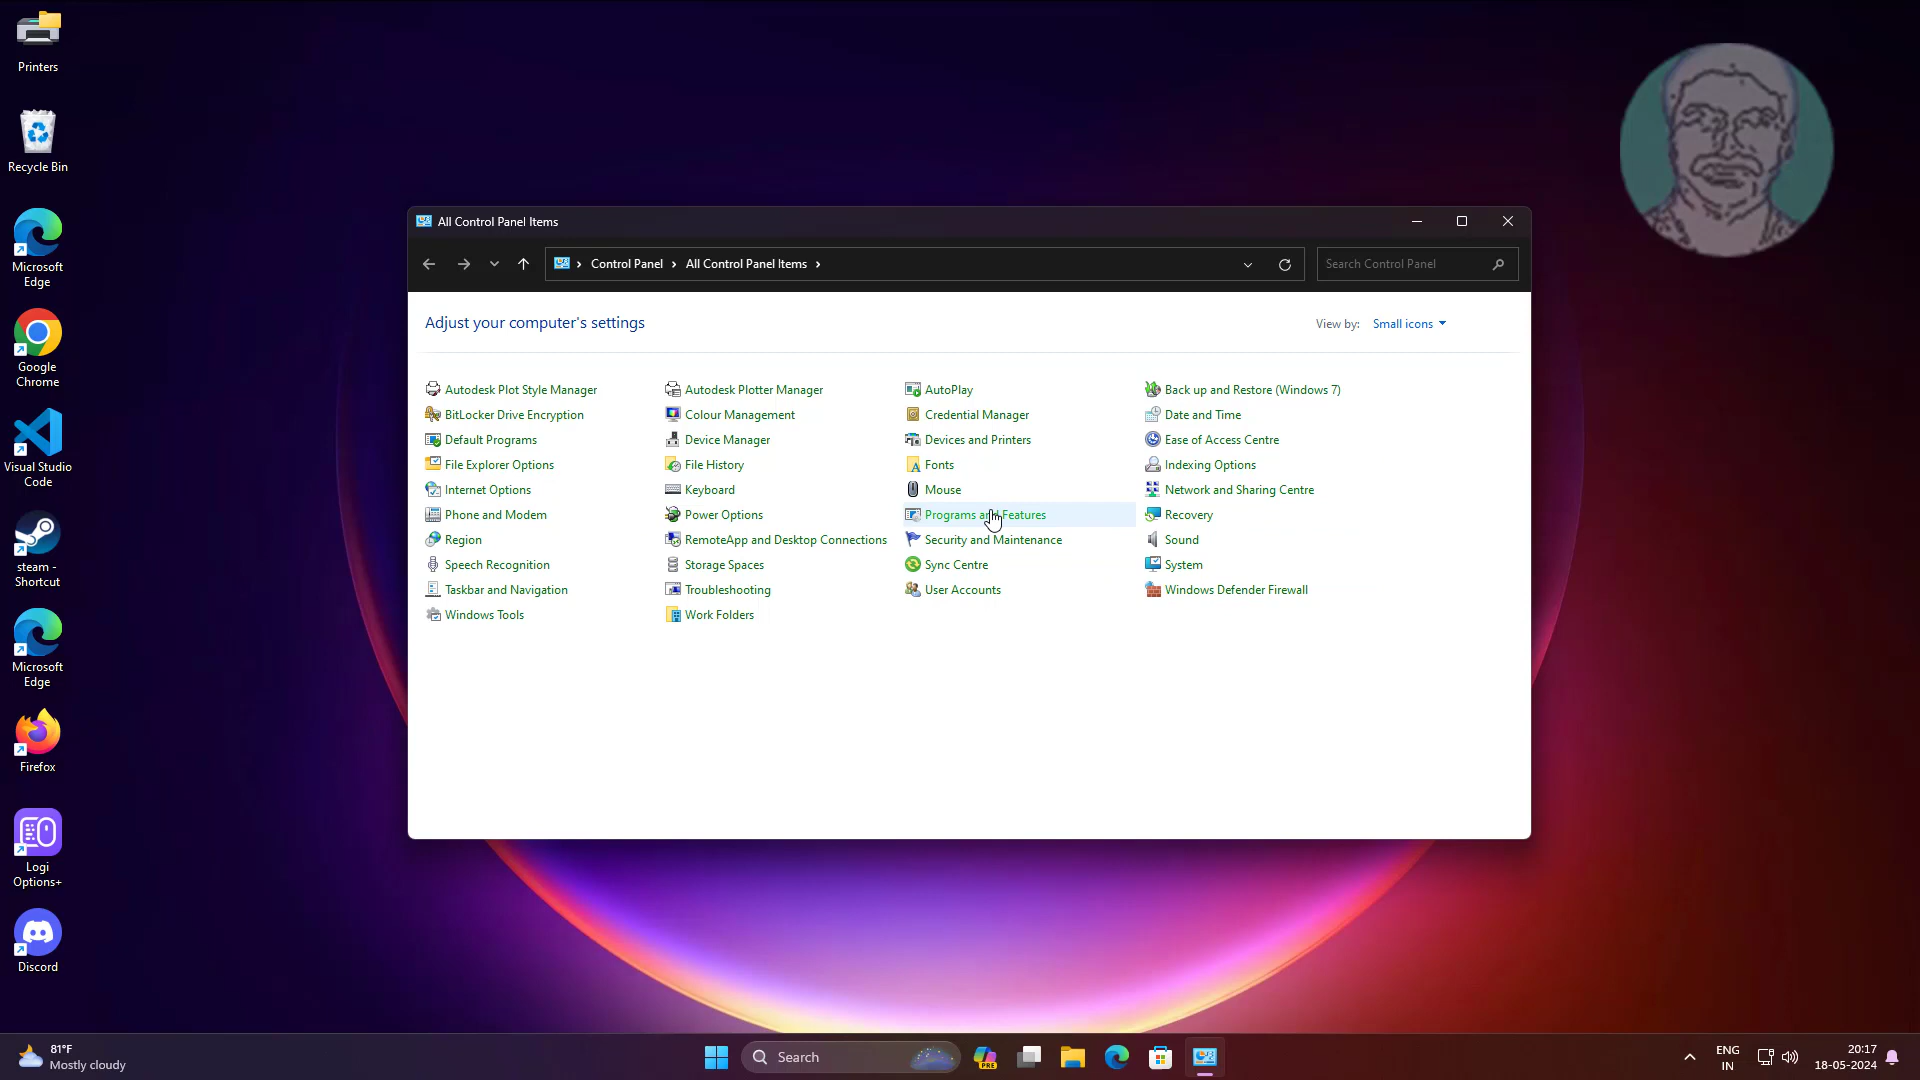 Printers
Recycle Bin
Microsoft
Edge
Google
Chrome
Visual Studio
Code
steam -
Shortcut
Microsoft
Edge
Firefox
Logi
Options+
Discord
All Control Panel Items
Control Panel > All Control Panel Items >
Search Control Panel
Adjust your computer's settings
View by: Small icons
Autodesk Plot Style Manager
Autodesk Plotter Manager
AutoPlay
Back up and Restore (Windows 7)
BitLocker Drive Encryption
Colour Management
Credential Manager
Date and Time
Default Programs
Device Manager
Devices and Printers
Ease of Access Centre
File Explorer Options
File History
Fonts
Indexing Options
Internet Options
Keyboard
Mouse
Network and Sharing Centre
Phone and Modem
Power Options
Programs and Features
Recovery
Region
RemoteApp and Desktop Connections
Security and Maintenance
Sound
Speech Recognition
Storage Spaces
Sync Centre
System
Taskbar and Navigation
Troubleshooting
User Accounts
Windows Defender Firewall
Windows Tools
Work Folders
81°F
Mostly cloudy
Search
PRE
ENG
IN
20:17
18-05-2024